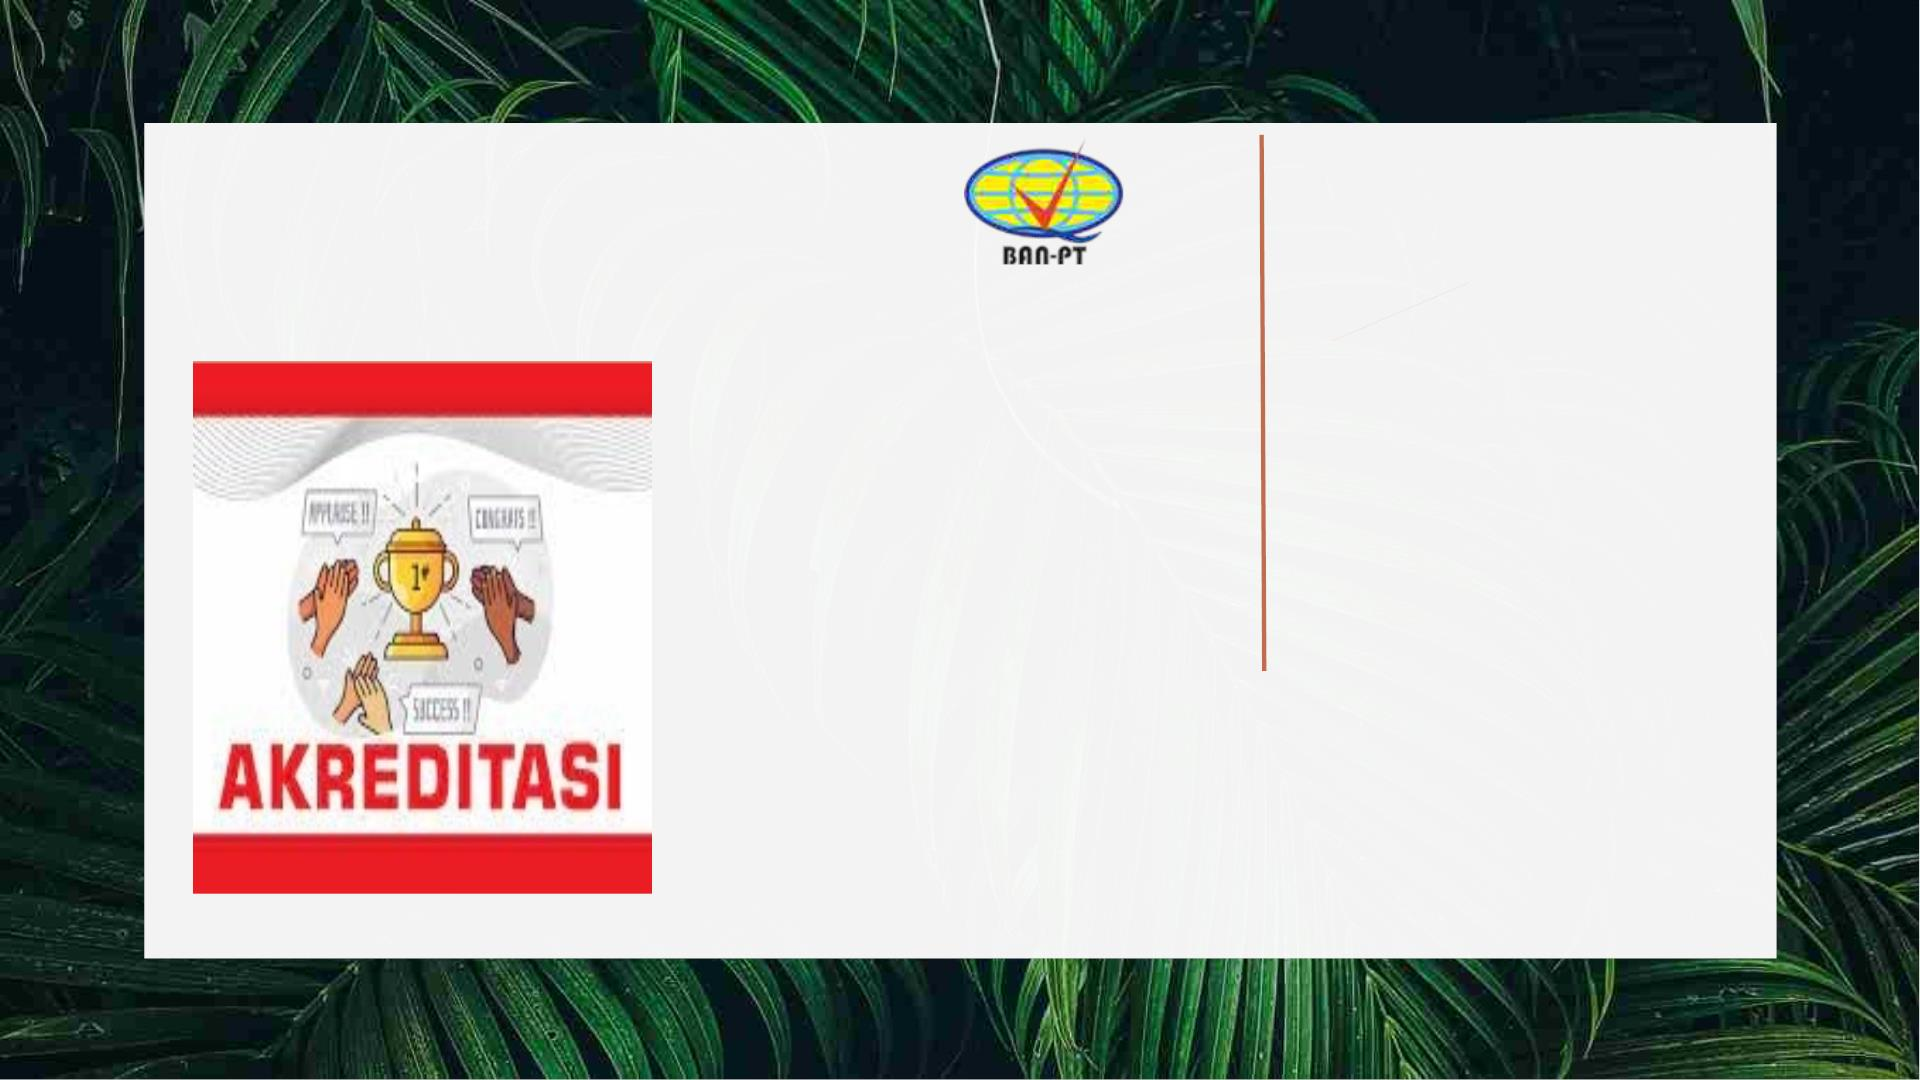 BAN-PT
APPLAUSE !!
CONGRATS !!
1st
SUCCESS !!
AKREDITASI